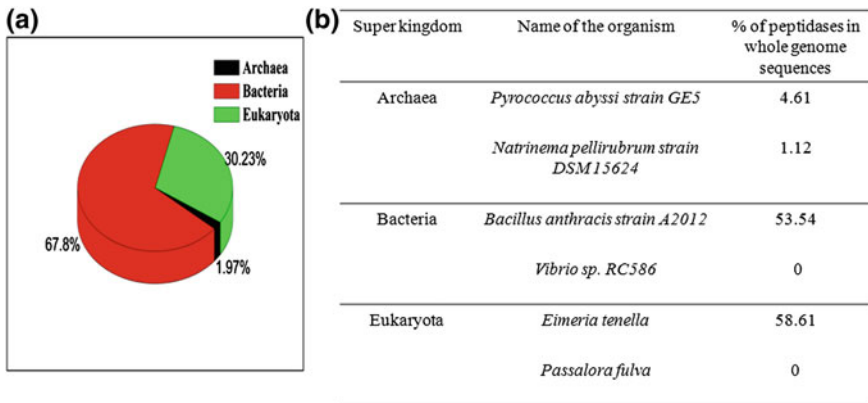 (a)
Archaea
Bacteria
Eukaryota
30.23%
67.8%
1.97%
(b)
Super kingdom Name of the organism % of peptidases in
whole genome
sequences
Archaea Pyrococcus abyssi strain GE5 4.61
Natrinema pellirubrum strain 1.12
DSM 15624
Bacteria Bacillus anthracis strain A2012 53.54
Vibrio sp. RC586 0
Eukaryota Eimeria tenella 58.61
Passalora fulva 0